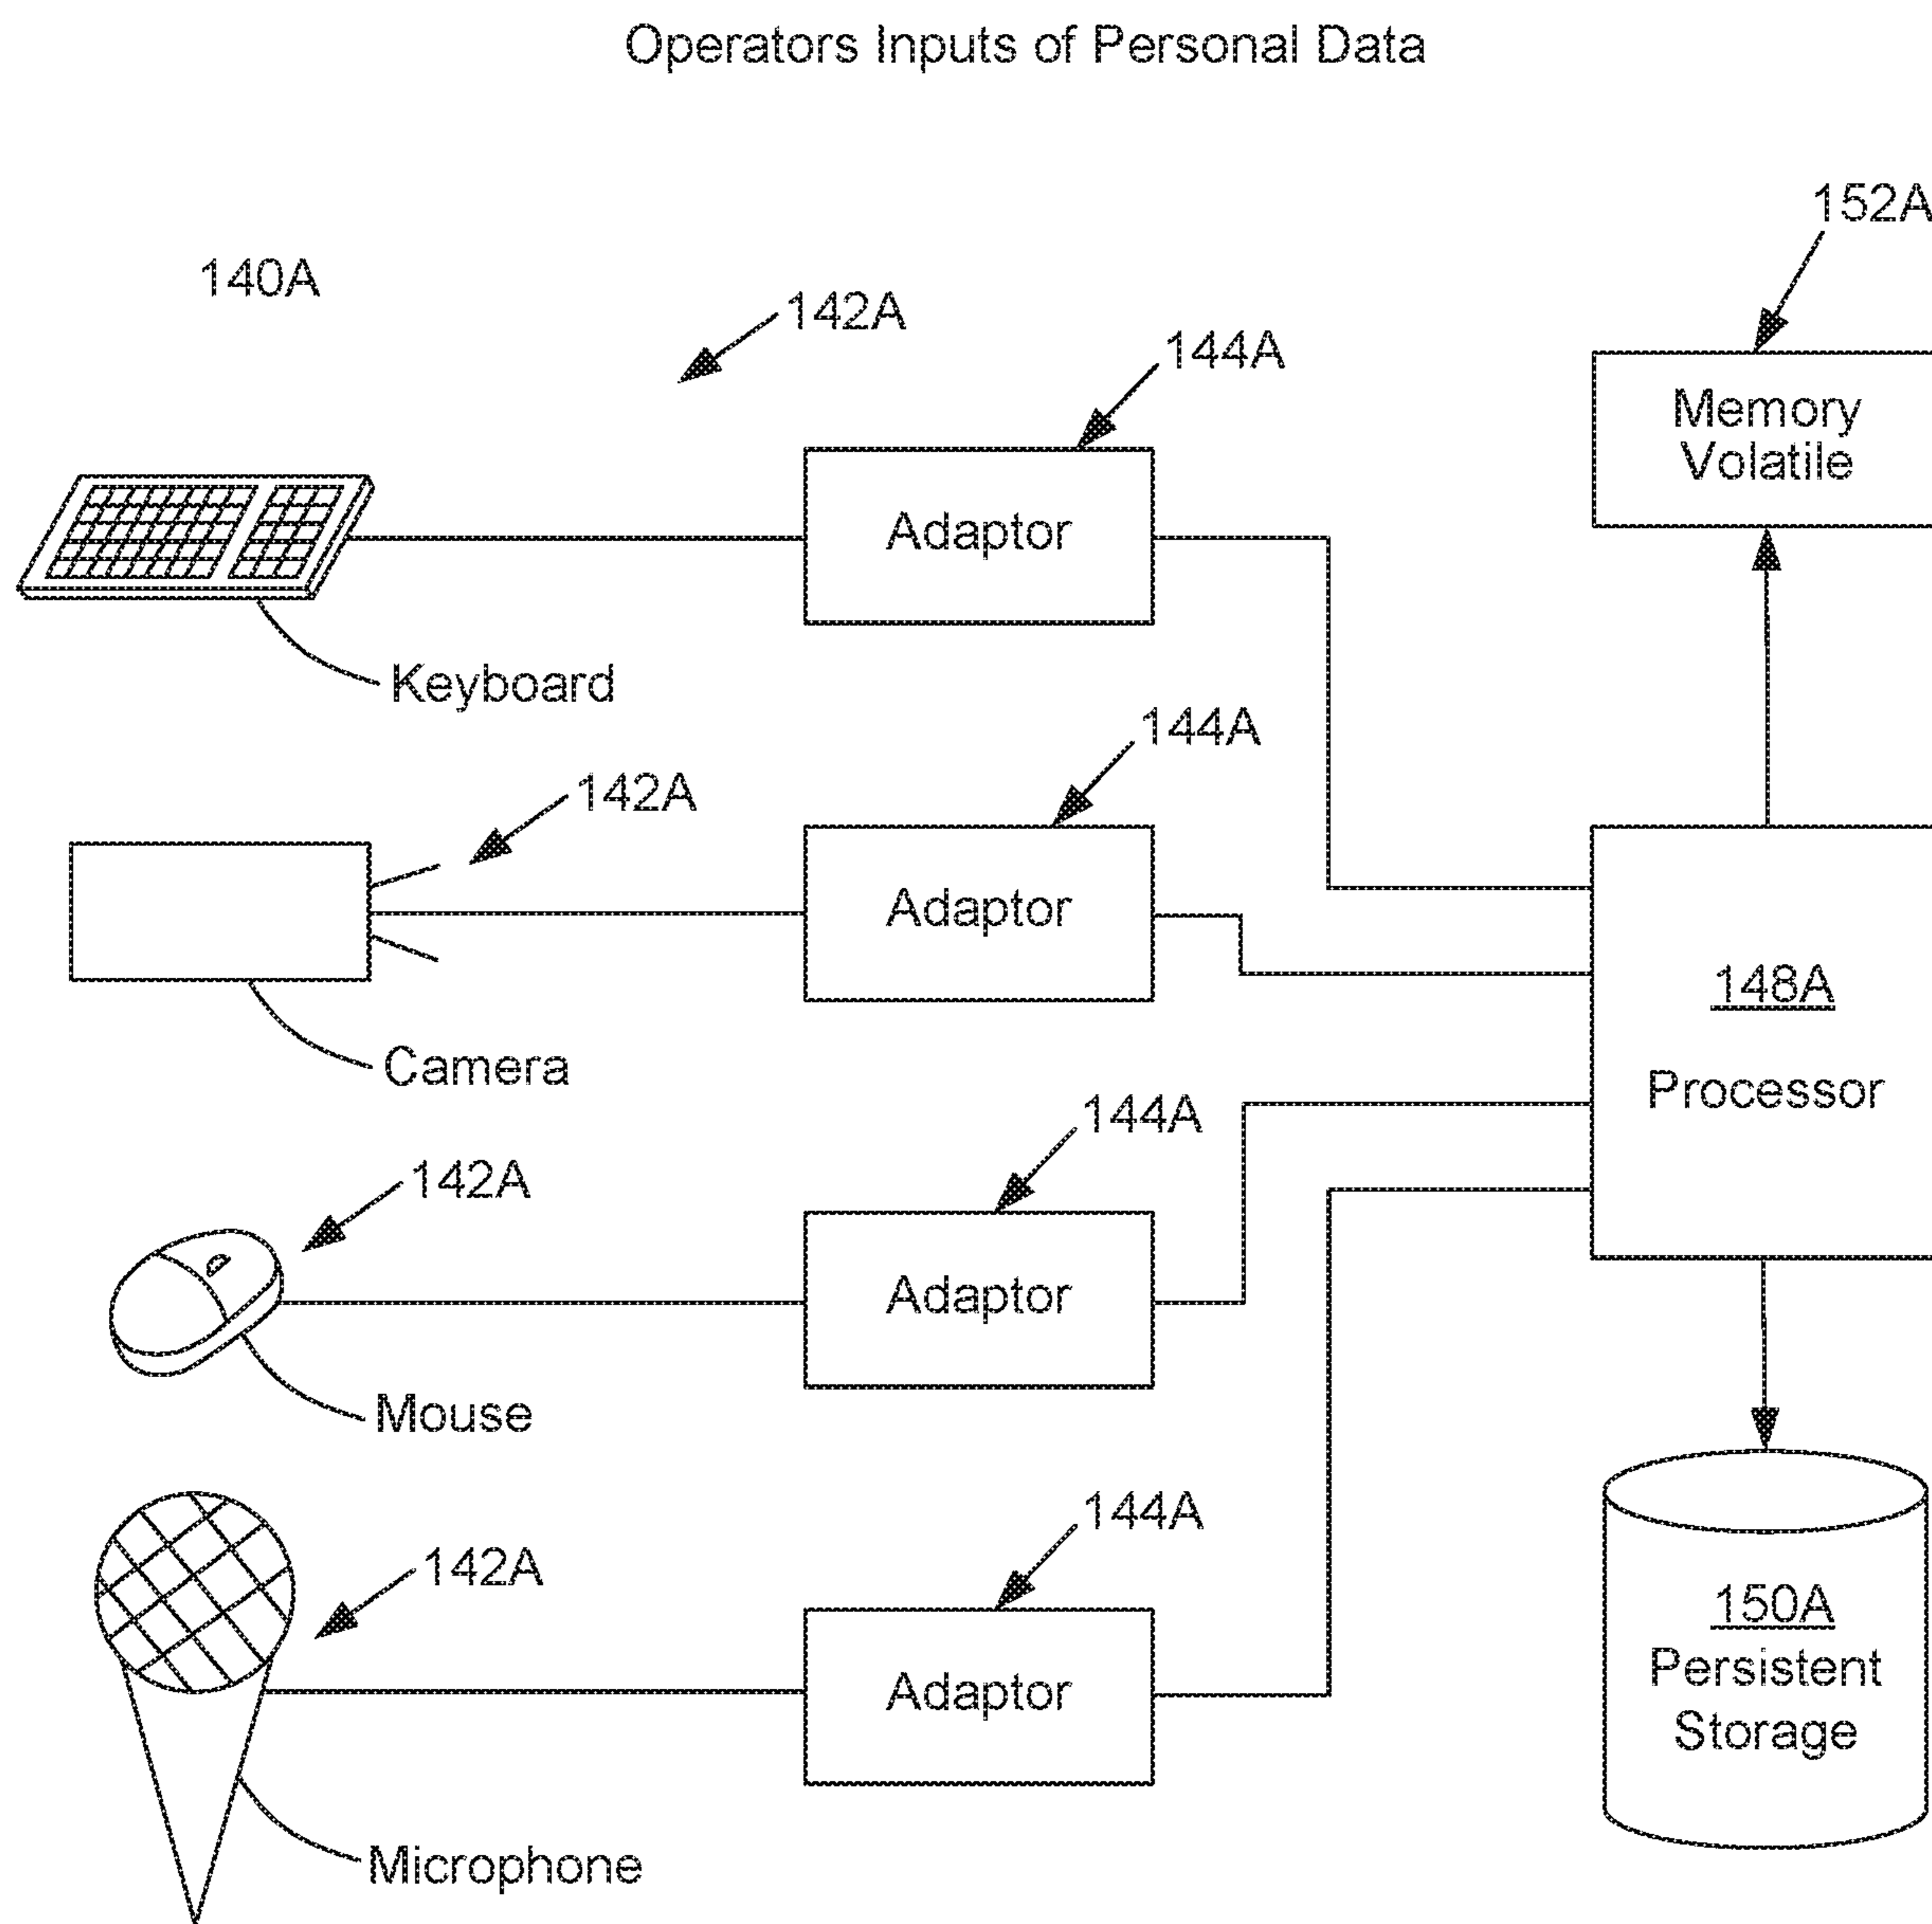 Operators Inputs of Personal Data
152A
140A
142A
144A
Memory
Volatile
Adaptor
Keyboard
144A
142A
Adaptor
148A
Camera
Processor
144A
142A
Adaptor
Mouse
144A
142A
150A
Persistent
Adaptor
Storage
Microphone